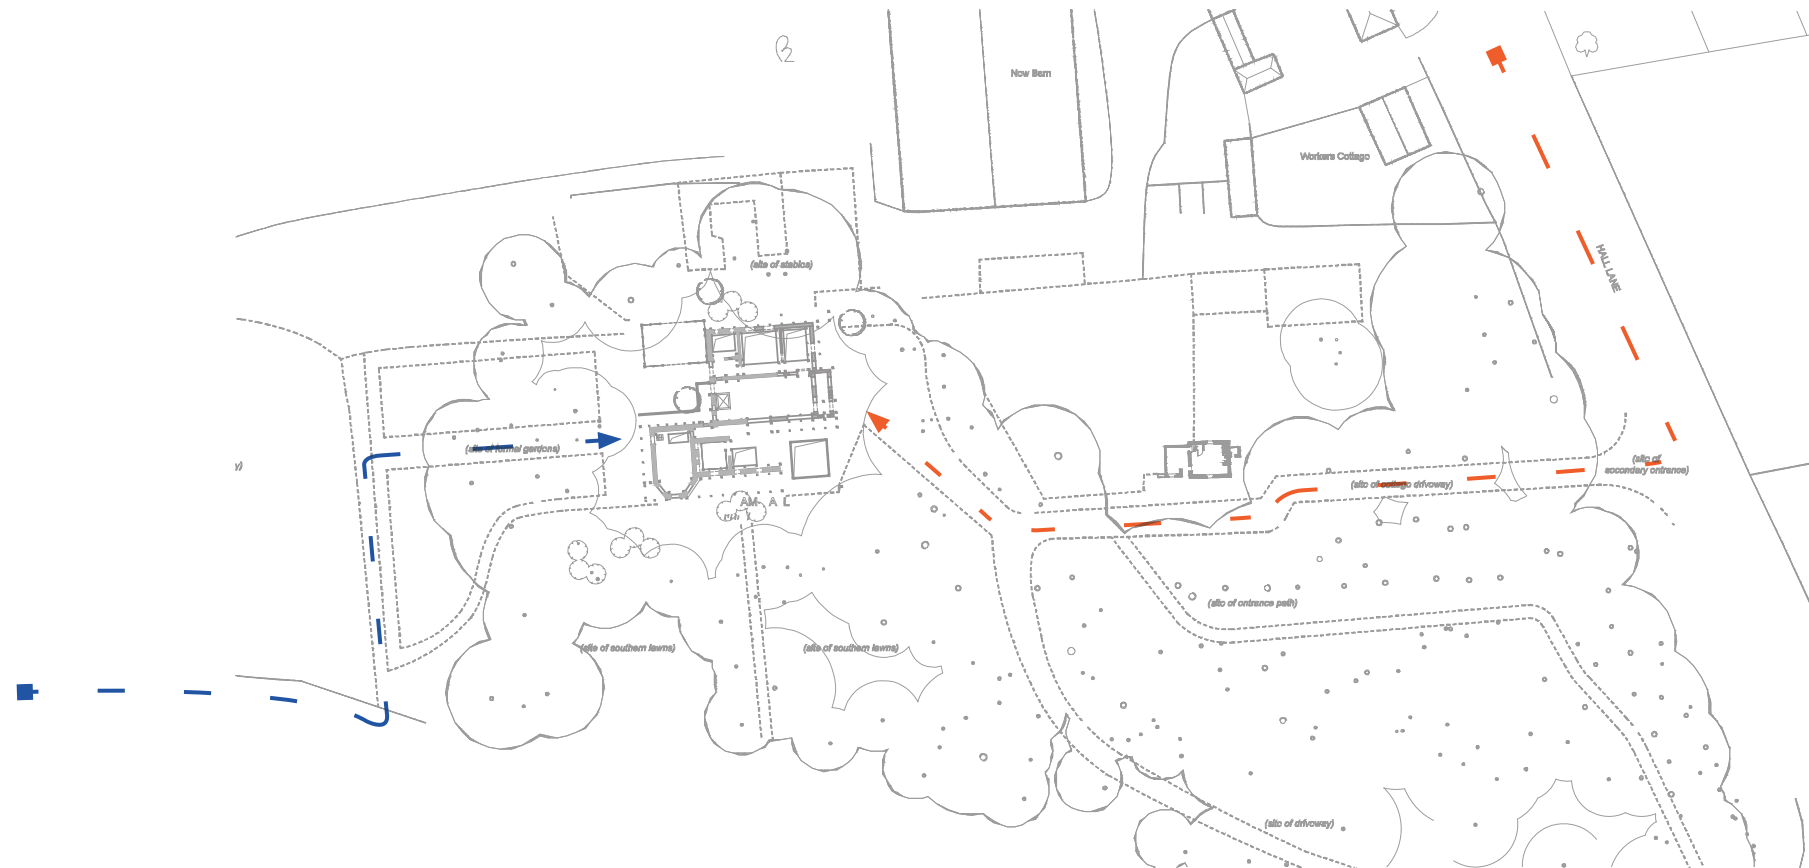 New Barn
Workers Cottage
HALL LANE
(site of stables)
y)
(site of formal gardens)
(site of
secondary entrance)
(site of cottage driveway)
(site of entrance path)
(site of southern lawns)
(site of southern lawns)
(site of driveway)